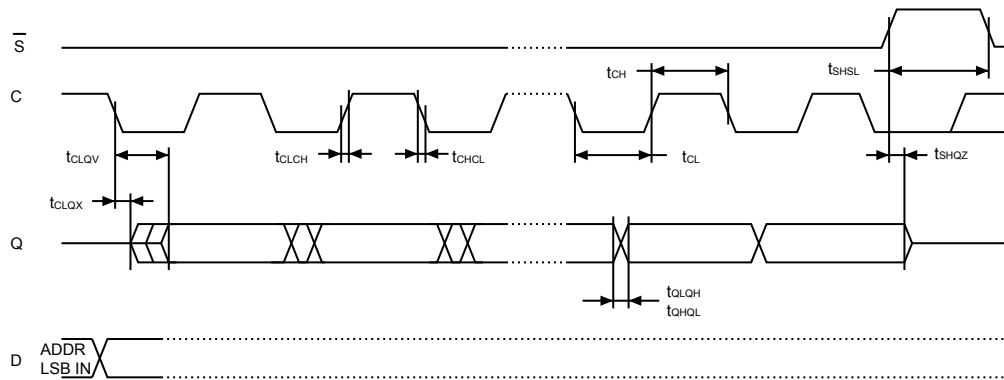 S
tCH
tSHSL
C
tCLQV
tCLCH
tCHCL
tCL
tSHQZ
tCLQX
Q
tQLQH
tQHQL
D
ADDR
LSB IN